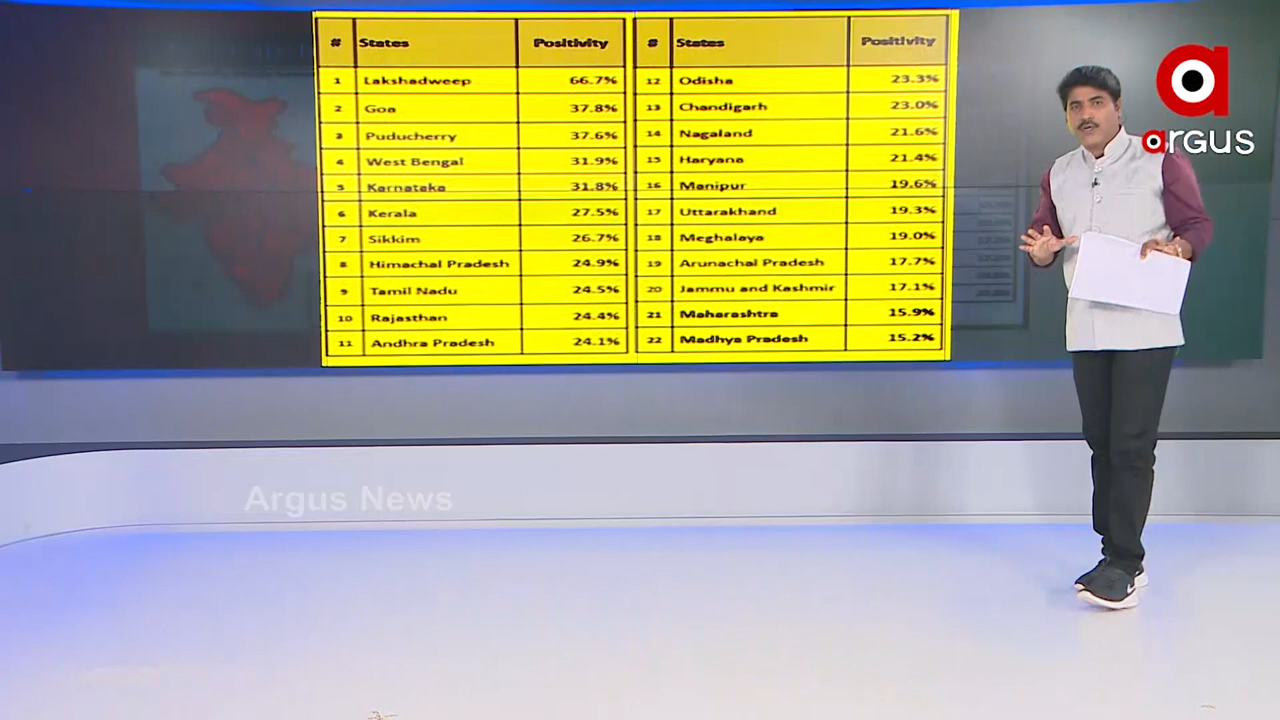 # States Positivity # States Positivity
1 Lakshadweep 66.7% 12 Odisha 23.3%
2 Goa 37.8% 13 Chandigarh 23.0%
3 Puducherry 37.6% 14 Nagaland 21.6%
4 West Bengal 31.9% 15 Haryana 21.4%
5 Karnataka 31.8% 16 Manipur 19.6%
6 Kerala 27.5% 17 Uttarakhand 19.3%
7 Sikkim 26.7% 18 Meghalaya 19.0%
8 Himachal Pradesh 24.9% 19 Arunachal Pradesh 17.7%
9 Tamil Nadu 24.5% 20 Jammu and Kashmir 17.1%
10 Rajasthan 24.4% 21 Maharashtra 15.9%
11 Andhra Pradesh 24.1% 22 Madhya Pradesh 15.2%
a
argus
Argus News